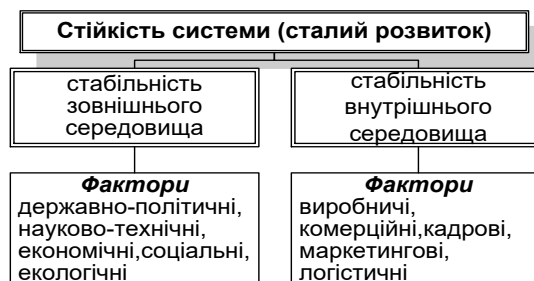 Стійкість системи (сталий розвиток)
стабільність
зовнішнього
середовища
стабільність
внутрішнього
середовища
Фактори
державно-політичні,
науково-технічні,
економічні,соціальні,
екологічні
Фактори
виробничі,
комерційні,кадрові,
маркетингові,
логістичні